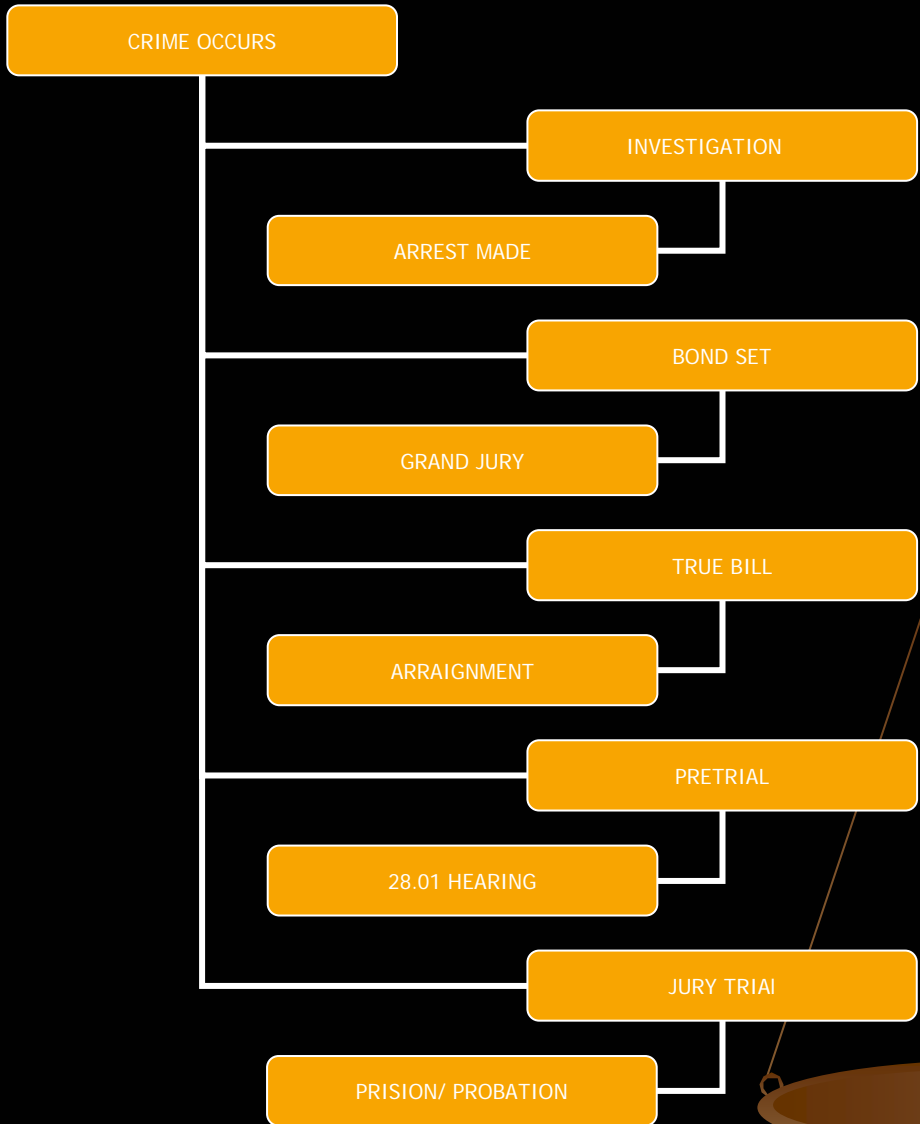 CRIME OCCURS
INVESTIGATION
ARREST MADE
BOND SET
GRAND JURY
TRUE BILL
ARRAIGNMENT
PRETRIAL
28.01 HEARING
JURY TRIAl
PRISION/ PROBATION